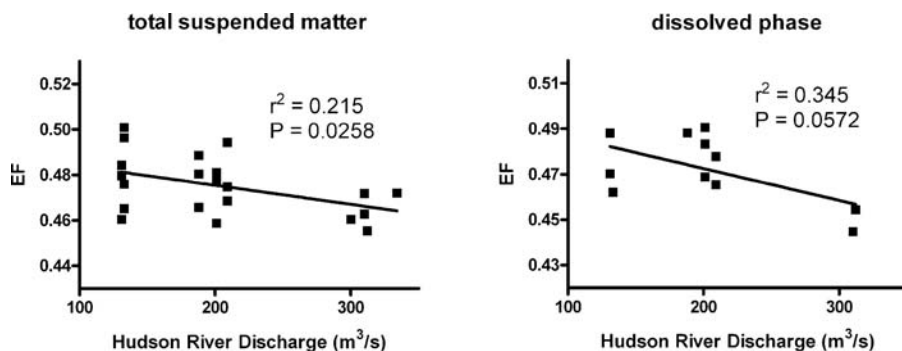 total suspended matter
0.52
0.50
0.48
0.46
0.44
EF
r² = 0.215
P = 0.0258
100
200
300
Hudson River Discharge (m³/s)
dissolved phase
0.51
0.49
0.47
0.45
0.43
EF
r² = 0.345
P = 0.0572
100
200
300
Hudson River Discharge (m³/s)